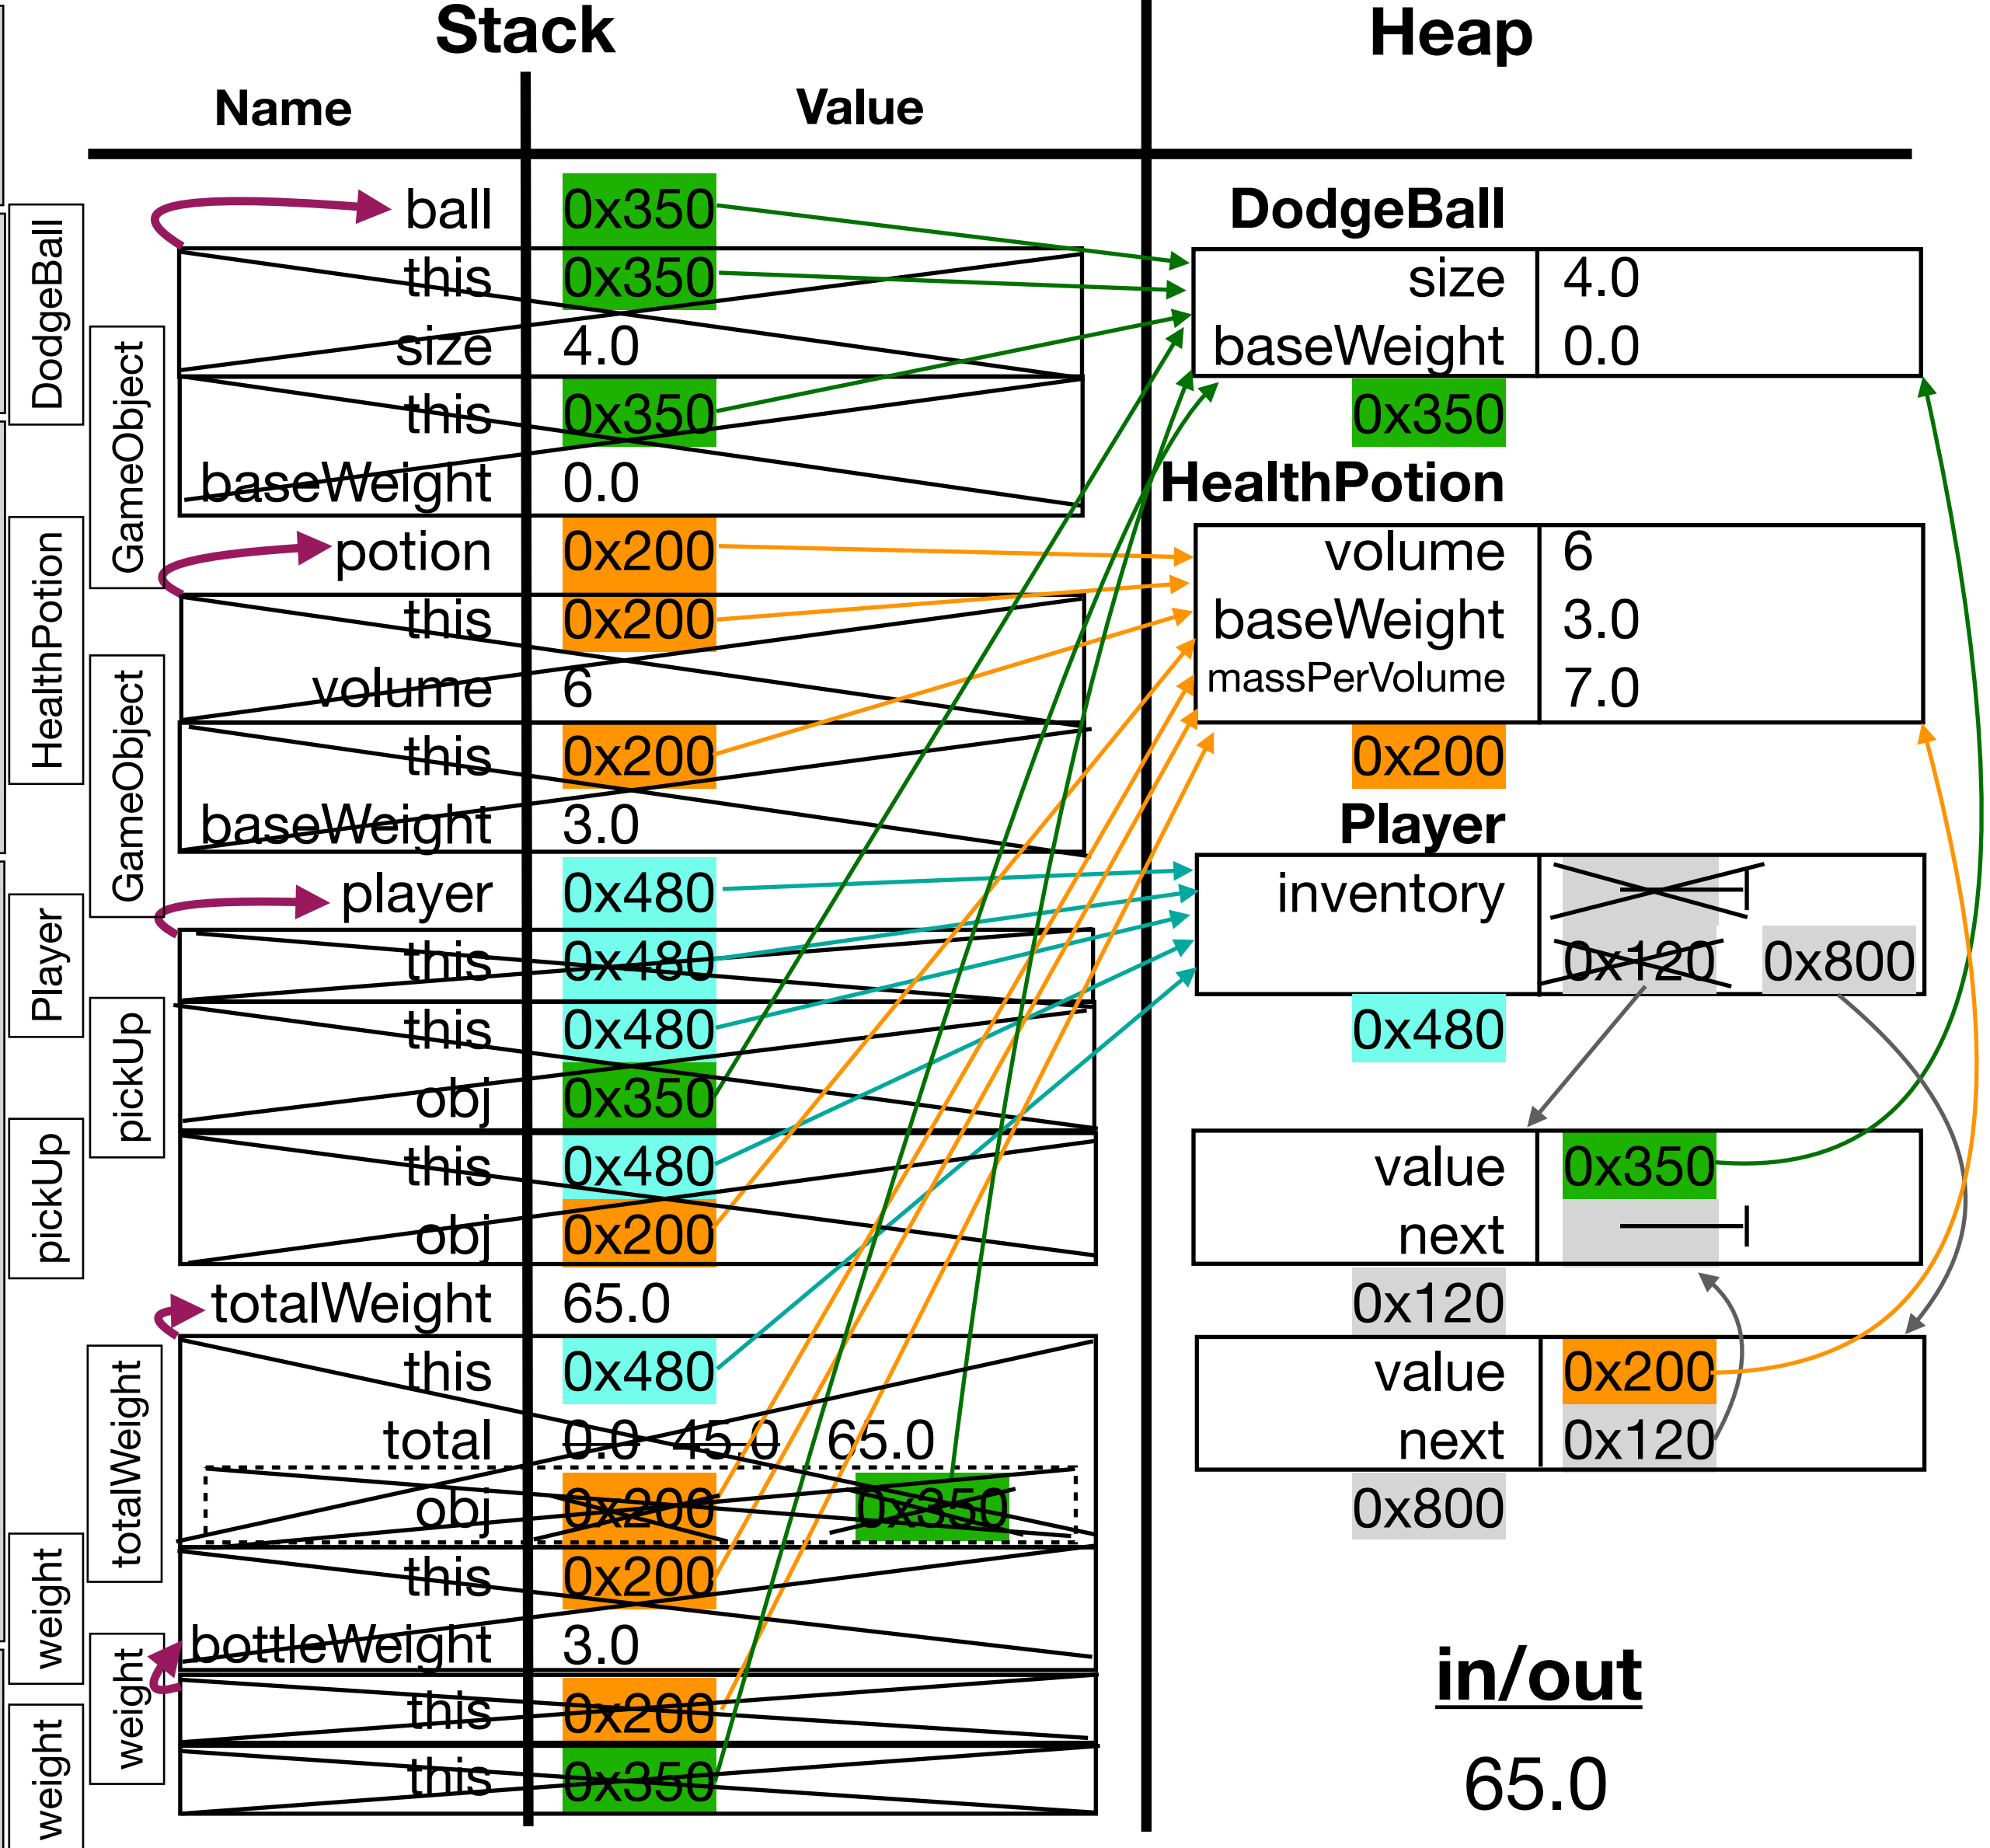 Stack
Heap
Name
Value
ball 0x350
this 0x350
size 4.0
this 0x350
baseWeight 0.0
potion 0x200
this 0x200
volume 6
this 0x200
baseWeight 3.0
player 0x480
this 0x480
this 0x480
obj 0x350
this 0x480
obj 0x200
totalWeight 65.0
this 0x480
total 0.0 45.0 65.0
obj 0x200 0x350
this 0x200
bottleWeight 3.0
this 0x200
this 0x350
DodgeBall
GameObject
HealthPotion
GameObject
Player
pickUp
pickUp
totalWeight
weight
weight
weight
DodgeBall
size 4.0
baseWeight 0.0
0x350
HealthPotion
volume 6
baseWeight 3.0
massPerVolume 7.0
0x200
Player
inventory
0x120 0x800
0x480
value 0x350
next
0x120
value 0x200
next 0x120
0x800
in/out
65.0